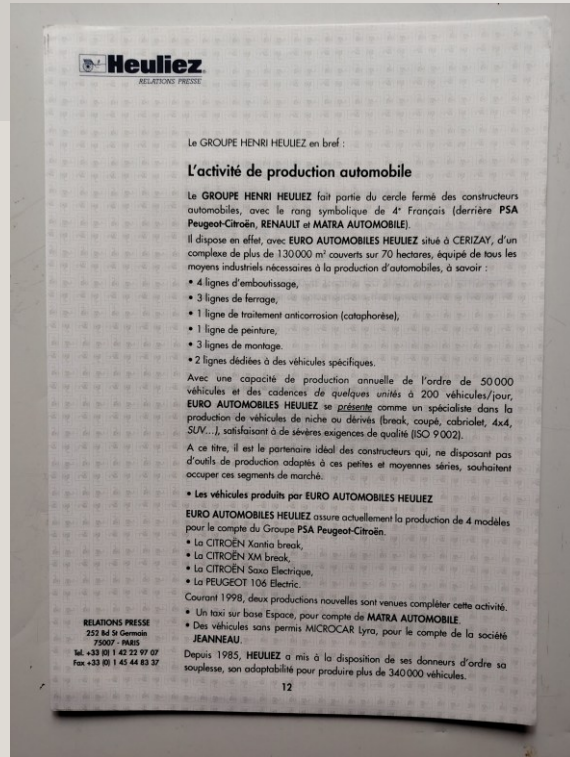 Heuliez
RELATIONS PRESSE
Le GROUPE HENRI HEULIEZ en bref :
L'activité de production automobile
Le GROUPE HENRI HEULIEZ fait partie du cercle fermé des constructeurs
automobiles, avec le rang symbolique de 4e Français (derrière PSA
Peugeot-Citroën, RENAULT et MATRA AUTOMOBILE).
Il dispose en effet, avec EURO AUTOMOBILES HEULIEZ situé à CERIZAY, d'un
complexe de plus de 130000 m² couverts sur 70 hectares, équipé de tous les
moyens industriels nécessaires à la production d'automobiles, à savoir :
• 4 lignes d'emboutissage,
• 3 lignes de ferrage,
• 1 ligne de traitement anticorrosion (cataphorèse),
• 1 ligne de peinture,
• 3 lignes de montage.
• 2 lignes dédiées à des véhicules spécifiques.
Avec une capacité de production annuelle de l'ordre de 50000
véhicules et des cadences de quelques unités à 200 véhicules/jour,
EURO AUTOMOBILES HEULIEZ se présente comme un spécialiste dans la
production de véhicules de niche ou dérivés (break, coupé, cabriolet, 4x4,
SUV...), satisfaisant à de sévères exigences de qualité (ISO 9002).
A ce titre, il est le partenaire idéal des constructeurs qui, ne disposant pas
d'outils de production adaptés à ces petites et moyennes séries, souhaitent
occuper ces segments de marché.
• Les véhicules produits par EURO AUTOMOBILES HEULIEZ
EURO AUTOMOBILES HEULIEZ assure actuellement la production de 4 modèles
pour le compte du Groupe PSA Peugeot-Citroën.
• La CITROËN Xantia break,
• La CITROËN XM break,
• La CITROËN Saxo Electrique,
• La PEUGEOT 106 Electric.
Courant 1998, deux productions nouvelles sont venues compléter cette activité.
• Un taxi sur base Espace, pour compte de MATRA AUTOMOBILE.
• Des véhicules sans permis MICROCAR Lyra, pour le compte de la société
JEANNEAU.
Depuis 1985, HEULIEZ a mis à la disposition de ses donneurs d'ordre sa
souplesse, son adaptabilité pour produire plus de 340000 véhicules.
RELATIONS PRESSE
252 Bd St Germain
75007 - PARIS
Tel. +33 (0) 1 42 22 97 07
Fax +33 (0) 1 45 44 83 37
12